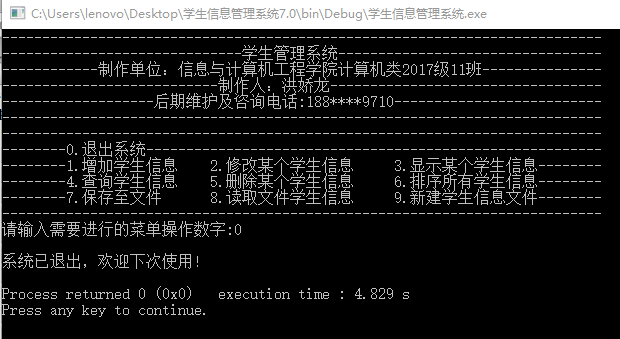 C:\Users\lenovo\Desktop\学生信息管理系统7.0\bin\Debug\学生信息管理系统.exe
---------------------------------------------------------------------------
------------------------------学生管理系统---------------------------------
------------制作单位：信息与计算机工程学院计算机类2017级11班---------------
---------------------------制作人：洪娇龙----------------------------------
-------------------后期维护及咨询电话:188****9710--------------------------
---------------------------------------------------------------------------
---------------------------------------------------------------------------
--------0.退出系统---------------------------------------------------------
--------1.增加学生信息    2.修改某个学生信息     3.显示某个学生信息--------
--------4.查询学生信息    5.删除某个学生信息     6.排序所有学生信息--------
--------7.保存至文件      8.读取文件学生信息     9.新建学生信息文件--------
---------------------------------------------------------------------------
请输入需要进行的菜单操作数字:0
系统已退出，欢迎下次使用！
Process returned 0 (0x0)   execution time : 4.829 s
Press any key to continue.